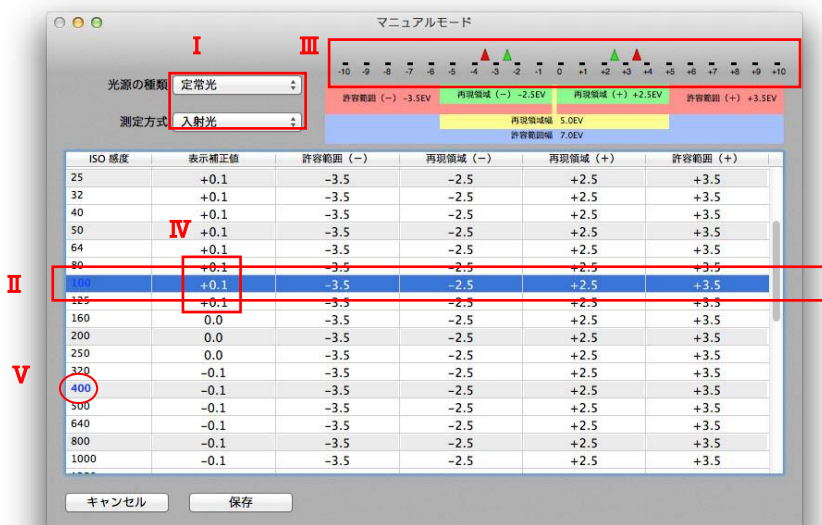 マニュアルモード
I
III
-10 -9 -8 -7 -6 -5 -4 -3 -2 -1 0 +1 +2 +3 +4 +5 +6 +7 +8 +9 +10
光源の種類 定常光
許容範囲 (-) -3.5EV 再現領域 (-) -2.5EV 再現領域 (+) +2.5EV 許容範囲 (+) +3.5EV
測定方式 入射光
再現領域幅 5.0EV
許容範囲幅 7.0EV
ISO 感度 表示補正値 許容範囲 (-) 再現領域 (-) 再現領域 (+) 許容範囲 (+)
25 +0.1 -3.5 -2.5 +2.5 +3.5
32 +0.1 -3.5 -2.5 +2.5 +3.5
40 +0.1 -3.5 -2.5 +2.5 +3.5
50 +0.1 -3.5 -2.5 +2.5 +3.5
IV
64 +0.1 -3.5 -2.5 +2.5 +3.5
80 +0.1 -3.5 -2.5 +2.5 +3.5
II
100 +0.1 -3.5 -2.5 +2.5 +3.5
125 +0.1 -3.5 -2.5 +2.5 +3.5
160 0.0 -3.5 -2.5 +2.5 +3.5
200 0.0 -3.5 -2.5 +2.5 +3.5
250 0.0 -3.5 -2.5 +2.5 +3.5
320 -0.1 -3.5 -2.5 +2.5 +3.5
V
400 -0.1 -3.5 -2.5 +2.5 +3.5
500 -0.1 -3.5 -2.5 +2.5 +3.5
640 -0.1 -3.5 -2.5 +2.5 +3.5
800 -0.1 -3.5 -2.5 +2.5 +3.5
1000 -0.1 -3.5 -2.5 +2.5 +3.5
キャンセル 保存